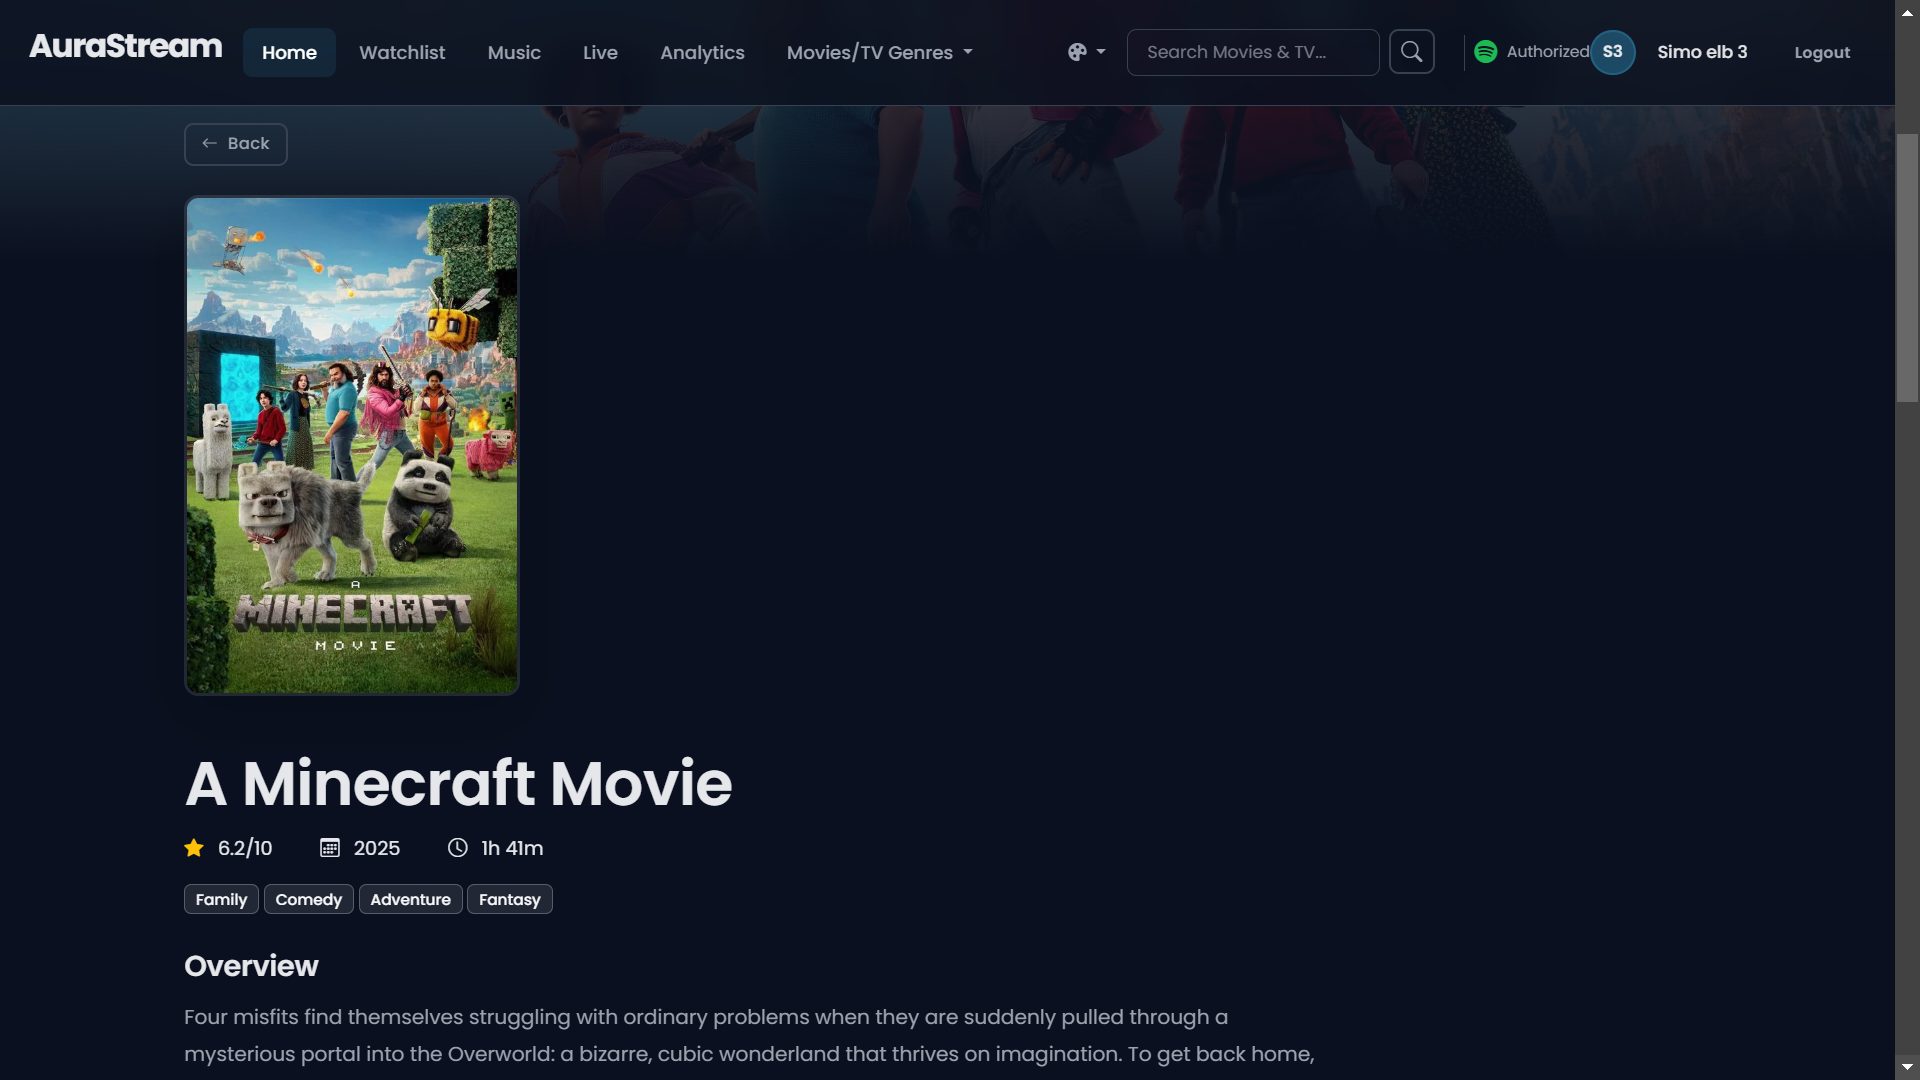 AuraStream
Home
Watchlist
Music
Live
Analytics
Movies/TV Genres
Search Movies & TV...
Authorized
S3
Simo elb 3
Logout
Back
A
MINECRAFT
MOVIE
A Minecraft Movie
6.2/10
2025
1h 41m
Family
Comedy
Adventure
Fantasy
Overview
Four misfits find themselves struggling with ordinary problems when they are suddenly pulled through a
mysterious portal into the Overworld: a bizarre, cubic wonderland that thrives on imagination. To get back home,